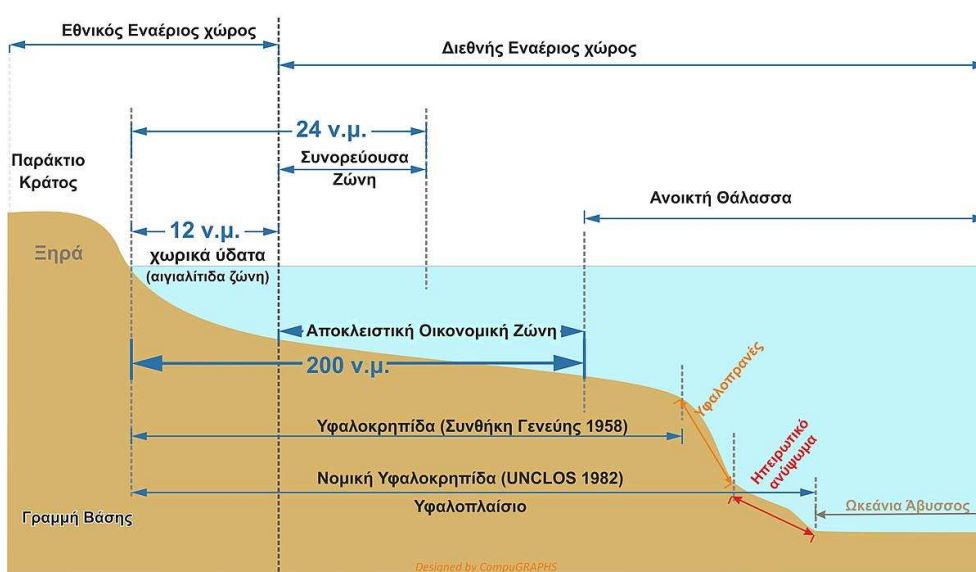 Εθνικός Εναέριος χώρος
Διεθνής Εναέριος χώρος
24 ν.μ.
Συνορεύουσα
Ζώνη
Παράκτιο
Κράτος
Ανοικτή Θάλασσα
12 ν.μ.
Ξηρά
χωρικά ύδατα
(αιγιαλίτιδα ζώνη)
Αποκλειστική Οικονομική Ζώνη
200 ν.μ.
Υφαλοπρανές
Υφαλοκρηπίδα (Συνθήκη Γενεύης 1958)
Ηπειρωτικό
ανύψωμα
Νομική Υφαλοκρηπίδα (UNCLOS 1982)
Υφαλοπλαίσιο
Γραμμή Βάσης
Ωκεάνια Άβυσσος
Designed by CompuGRAPHS